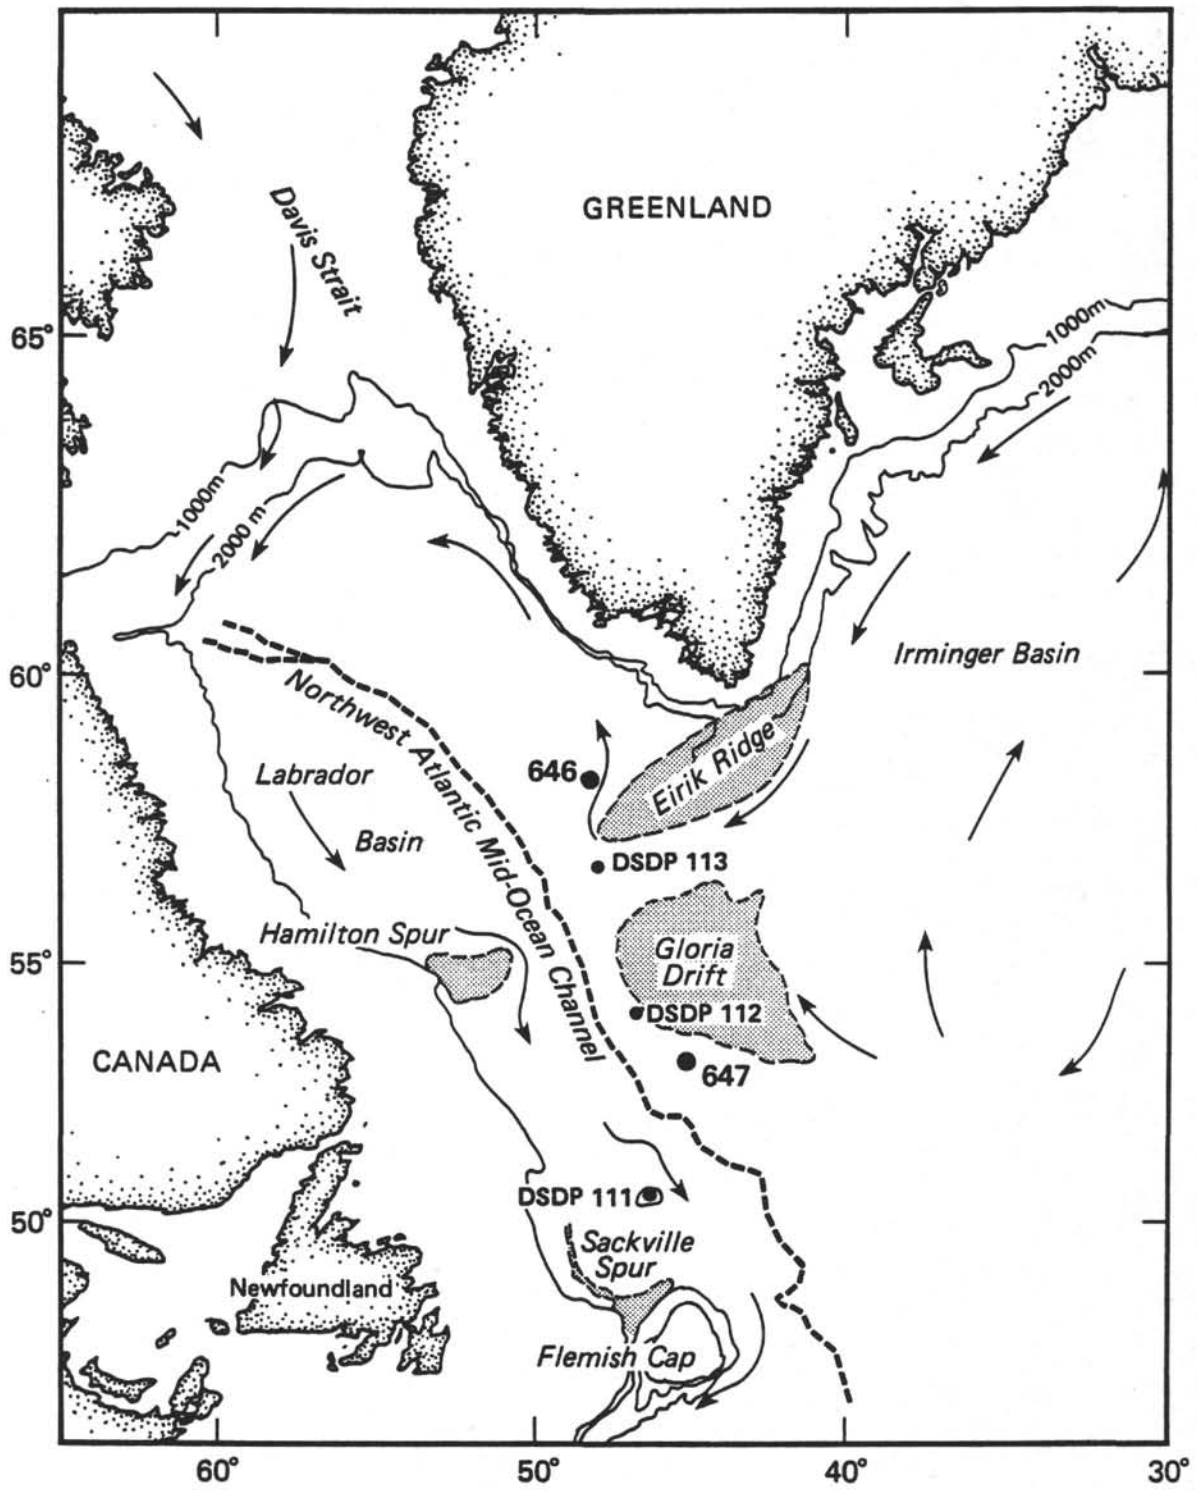 GREENLAND
Davis Strait
65°
1000m
2000m
1000m
2000 m
60°
Irminger Basin
Northwest Atlantic Mid-Ocean Channel
Eirik Ridge
646
Labrador
Basin
DSDP 113
Hamilton Spur
Gloria
Drift
55°
DSDP 112
CANADA
647
DSDP 111
50°
Sackville
Spur
Newfoundland
Flemish Cap
60°
50°
40°
30°